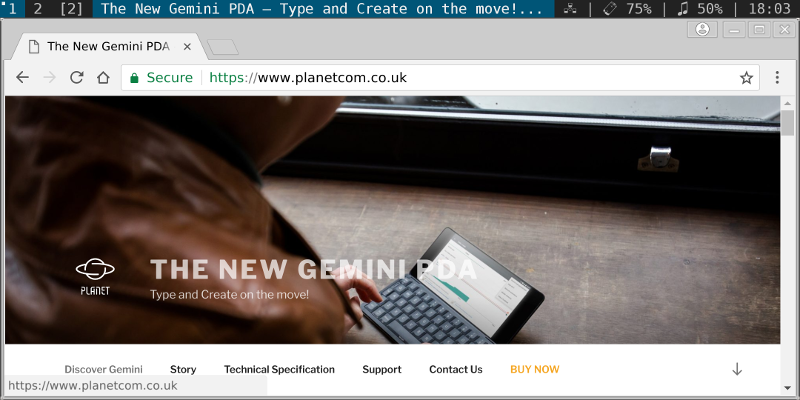 1 2 [2] The New Gemini PDA – Type and Create on the move!... | 75% | 50% | 18:03
The New Gemini PDA
Secure https://www.planetcom.co.uk
THE NEW GEMINI PDA
PLANET
Type and Create on the move!
Discover Gemini Story Technical Specification Support Contact Us BUY NOW
https://www.planetcom.co.uk